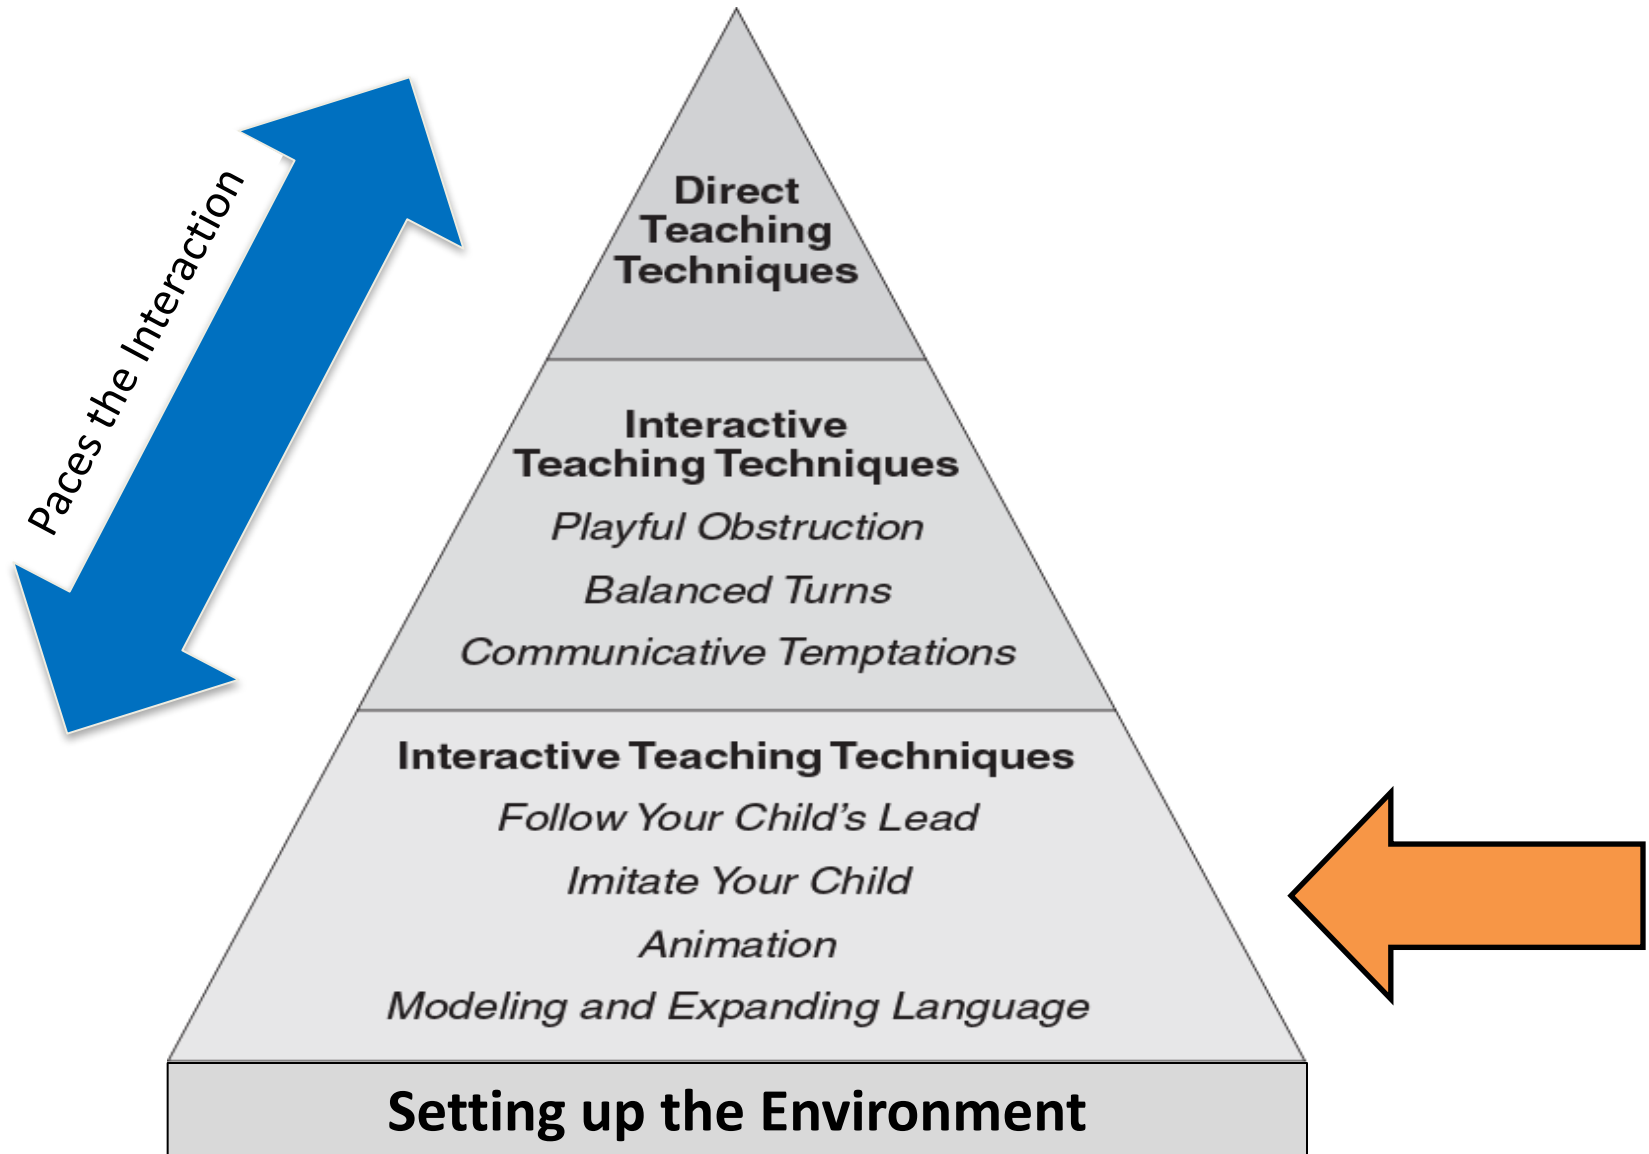 Paces the Interaction
Direct
Teaching
Techniques
Interactive
Teaching Techniques
Playful Obstruction
Balanced Turns
Communicative Temptations
Interactive Teaching Techniques
Follow Your Child’s Lead
Imitate Your Child
Animation
Modeling and Expanding Language
Setting up the Environment